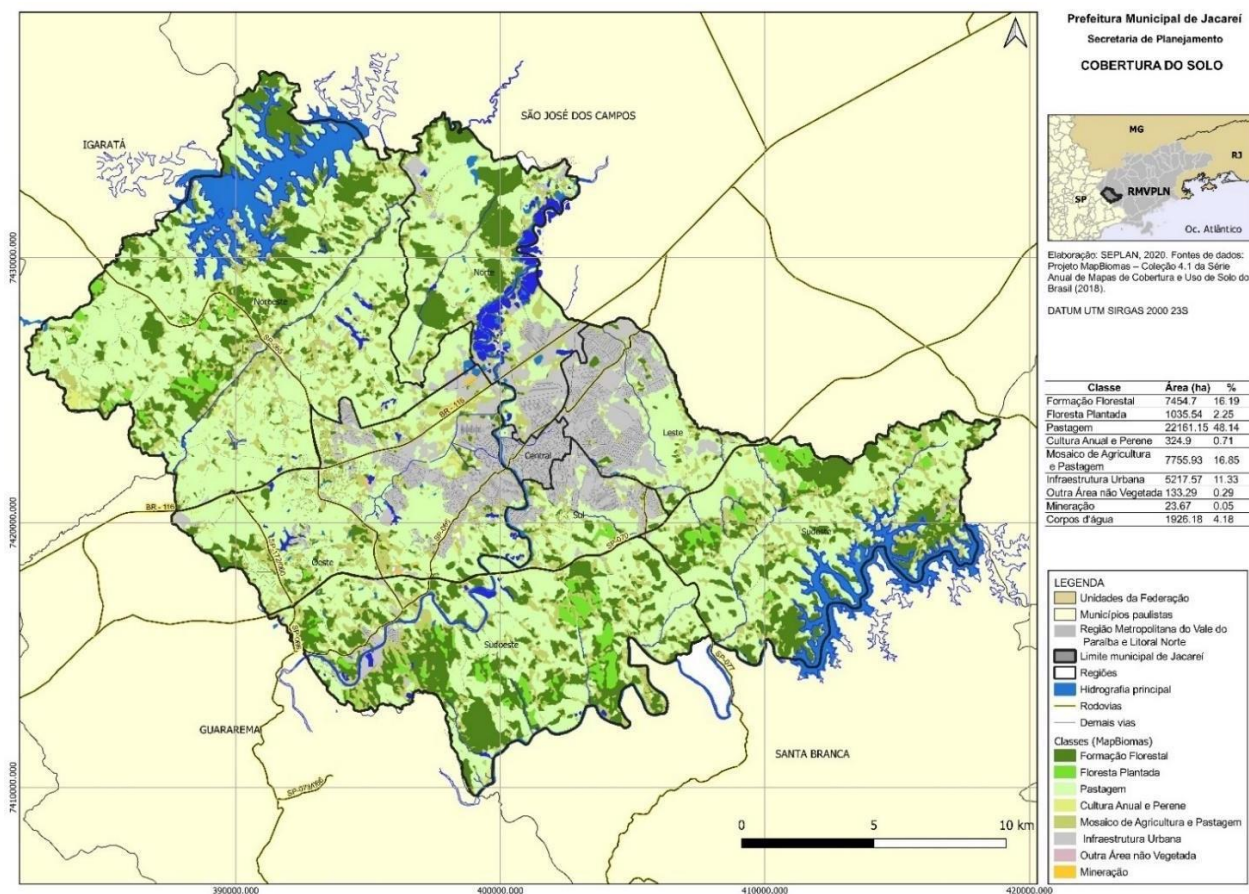 Prefeitura Municipal de Jacareí
Secretaria de Planejamento
COBERTURA DO SOLO
MG
RJ
RMVPLN
SP
Oc. Atlântico
Elaboração: SEPLAN, 2020. Fontes de dados:
Projeto MapBiomas – Coleção 4.1 da Série
Anual de Mapas de Cobertura e Uso de Solo do
Brasil (2018).
DATUM UTM SIRGAS 2000 23S
Classe Área (ha) %
Formação Florestal 7454.7 16.19
Floresta Plantada 1035.54 2.25
Pastagem 22161.15 48.14
Cultura Anual e Perene 324.9 0.71
Mosaico de Agricultura
e Pastagem 7755.93 16.85
Infraestrutura Urbana 5217.57 11.33
Outra Área não Vegetada 133.29 0.29
Mineração 23.67 0.05
Corpos d'água 1926.18 4.18
LEGENDA
Unidades da Federação
Municípios paulistas
Região Metropolitana do Vale do
Paraíba e Litoral Norte
Limite municipal de Jacareí
Regiões
Hidrografia principal
Rodovias
Demais vias
Classes (MapBiomas)
Formação Florestal
Floresta Plantada
Pastagem
Cultura Anual e Perene
Mosaico de Agricultura e Pastagem
Infraestrutura Urbana
Outra Área não Vegetada
Mineração
SÃO JOSÉ DOS CAMPOS
IGARATÁ
Norte
Noroeste
BR - 116
Leste
Central
Sul
BR - 116
SP-070
Sudeste
Oeste
Sudoeste
SP-066
SP-077
GUARAREMA
SANTA BRANCA
0 5 10 km
7430000.000
7420000.000
7410000.000
390000.000
400000.000
410000.000
420000.000